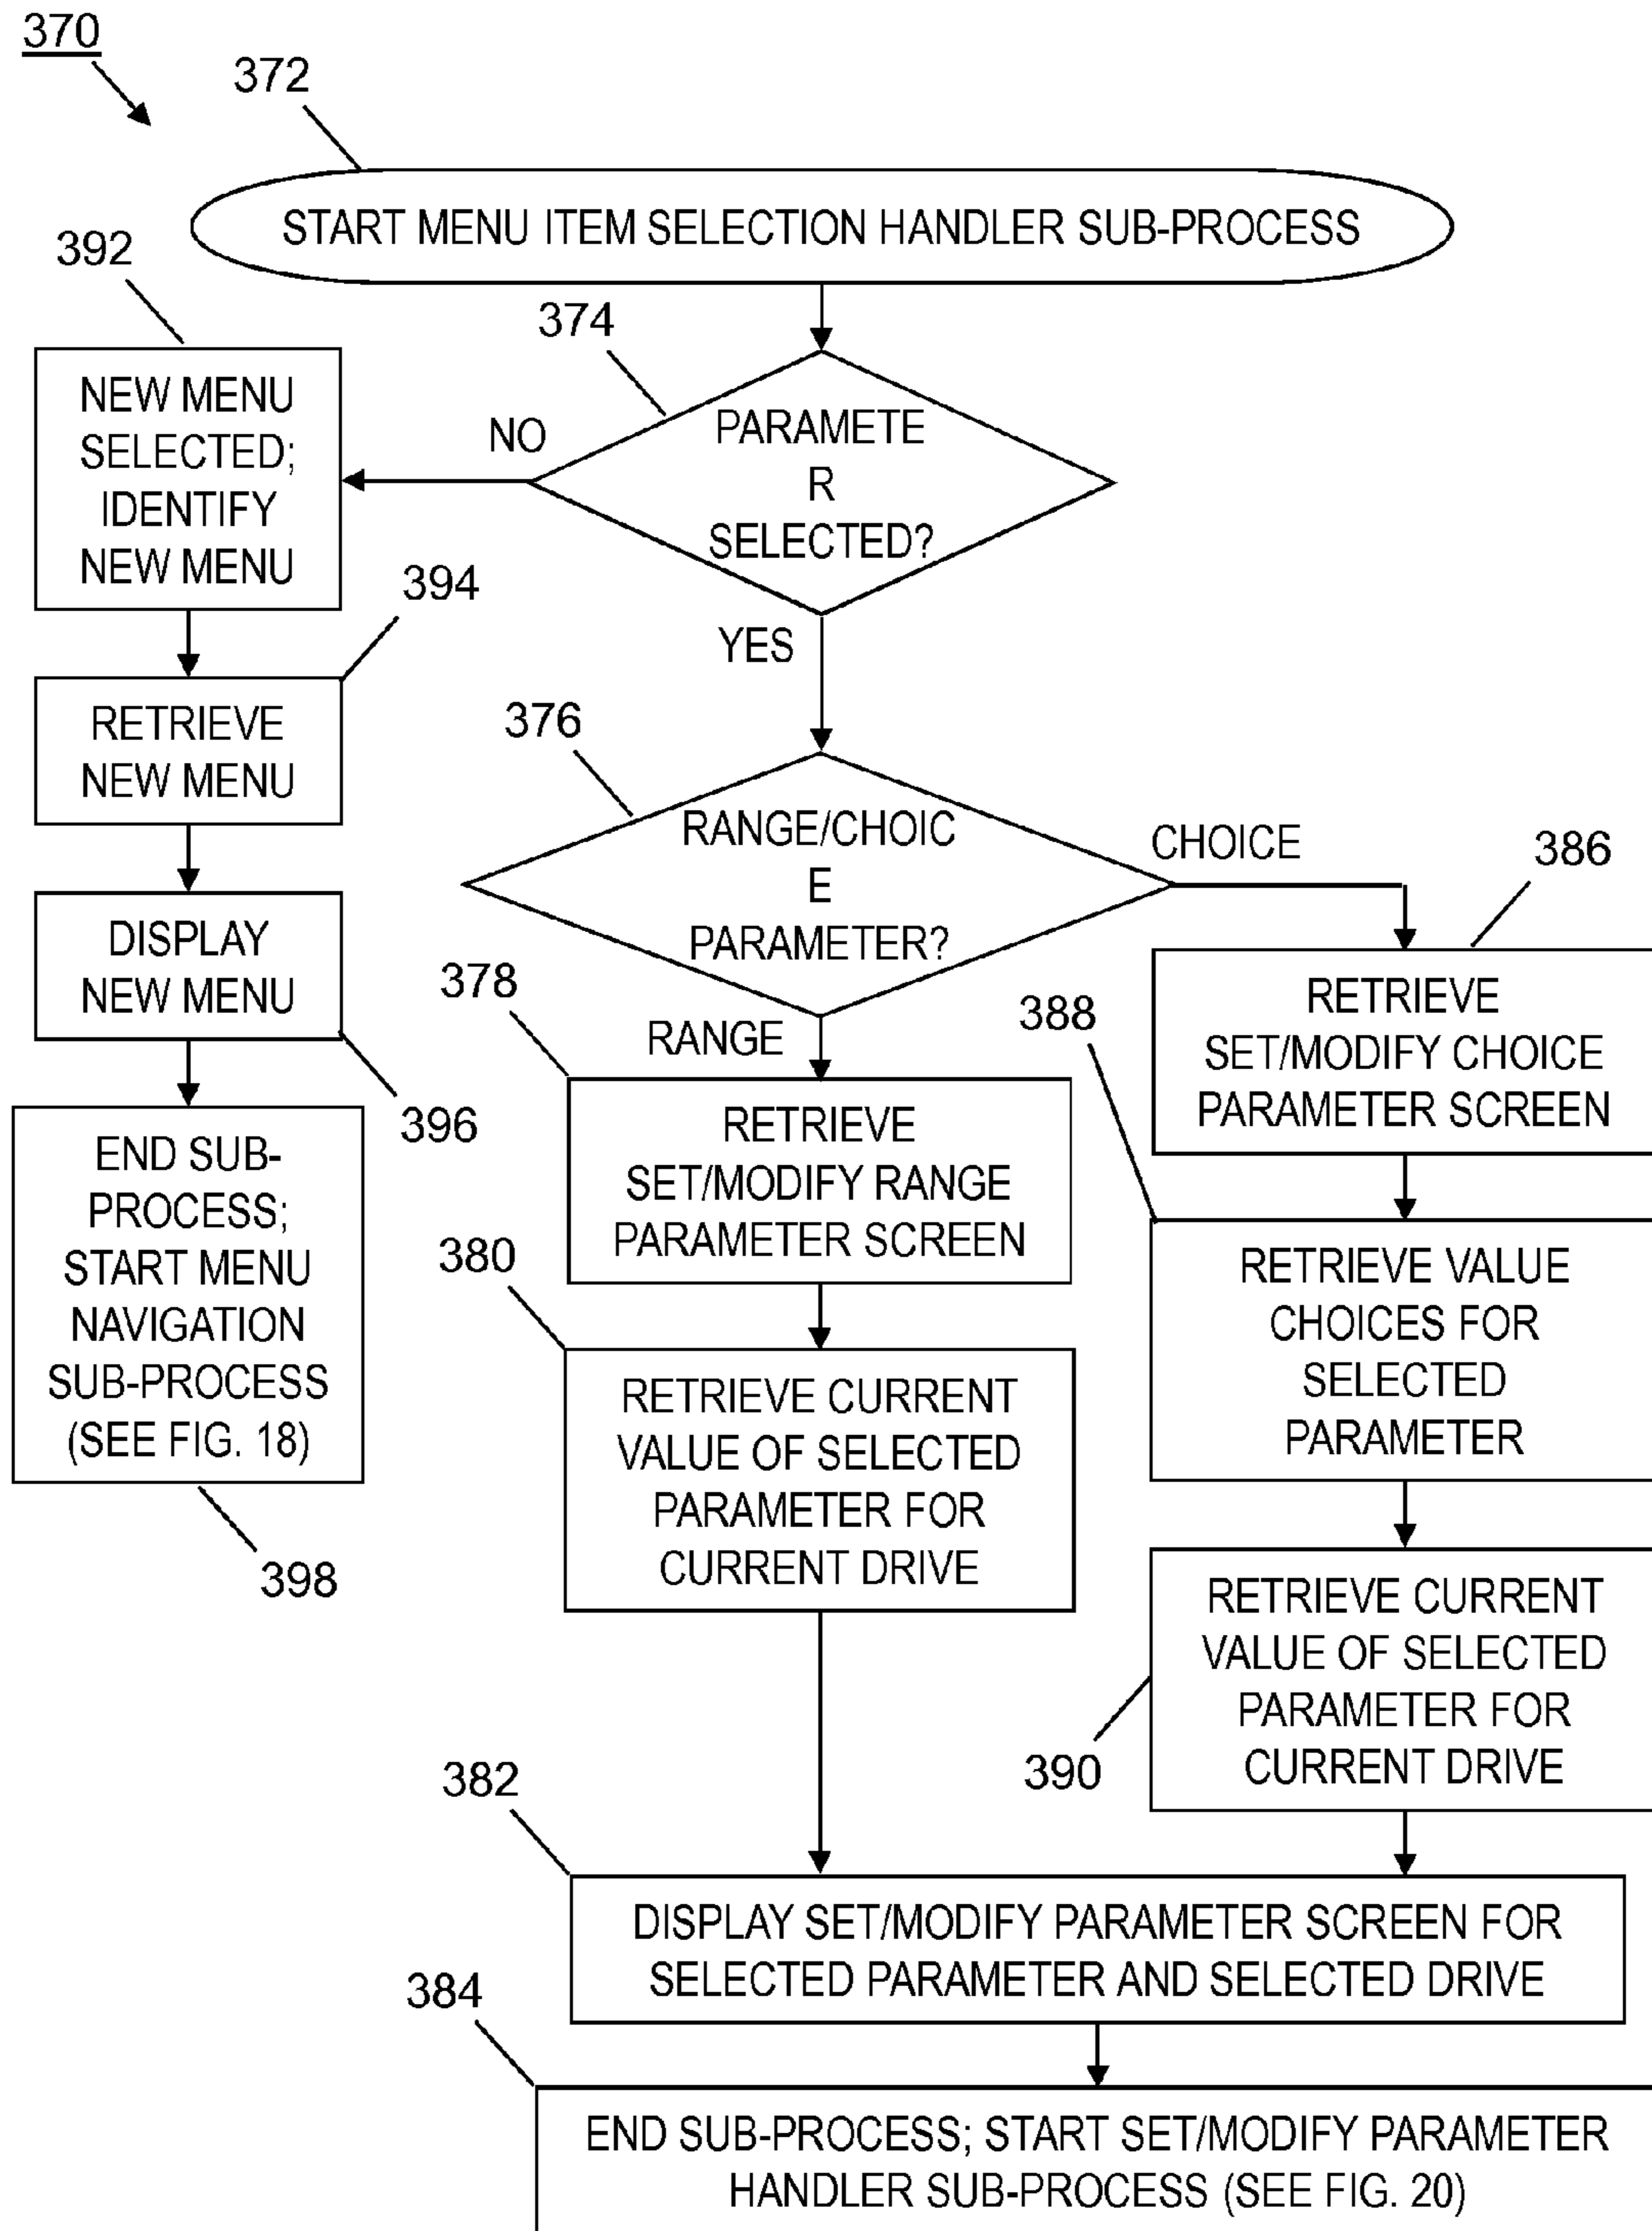 370
372
START MENU ITEM SELECTION HANDLER SUB-PROCESS
392
374
NEW MENU
SELECTED;
IDENTIFY
NEW MENU
NO
PARAMETE
R
SELECTED?
394
YES
RETRIEVE
NEW MENU
376
RANGE/CHOIC
E
PARAMETER?
CHOICE
386
DISPLAY
NEW MENU
396
378
RANGE
388
RETRIEVE
SET/MODIFY CHOICE
PARAMETER SCREEN
END SUB-
PROCESS;
START MENU
NAVIGATION
SUB-PROCESS
(SEE FIG. 18)
398
RETRIEVE
SET/MODIFY RANGE
PARAMETER SCREEN
380
RETRIEVE VALUE
CHOICES FOR
SELECTED
PARAMETER
RETRIEVE CURRENT
VALUE OF SELECTED
PARAMETER FOR
CURRENT DRIVE
RETRIEVE CURRENT
VALUE OF SELECTED
PARAMETER FOR
CURRENT DRIVE
390
382
DISPLAY SET/MODIFY PARAMETER SCREEN FOR
SELECTED PARAMETER AND SELECTED DRIVE
384
END SUB-PROCESS; START SET/MODIFY PARAMETER
HANDLER SUB-PROCESS (SEE FIG. 20)